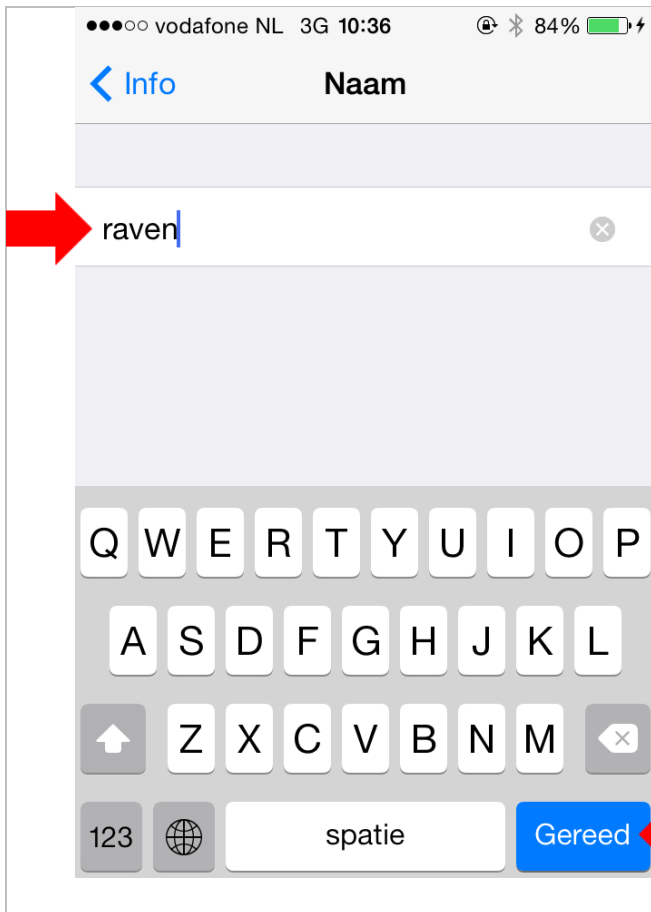 vodafone NL 3G 10:36 84%
Info Naam
raven
Q W E R T Y U I O P
A S D F G H J K L
Z X C V B N M
123 spatie Gereed